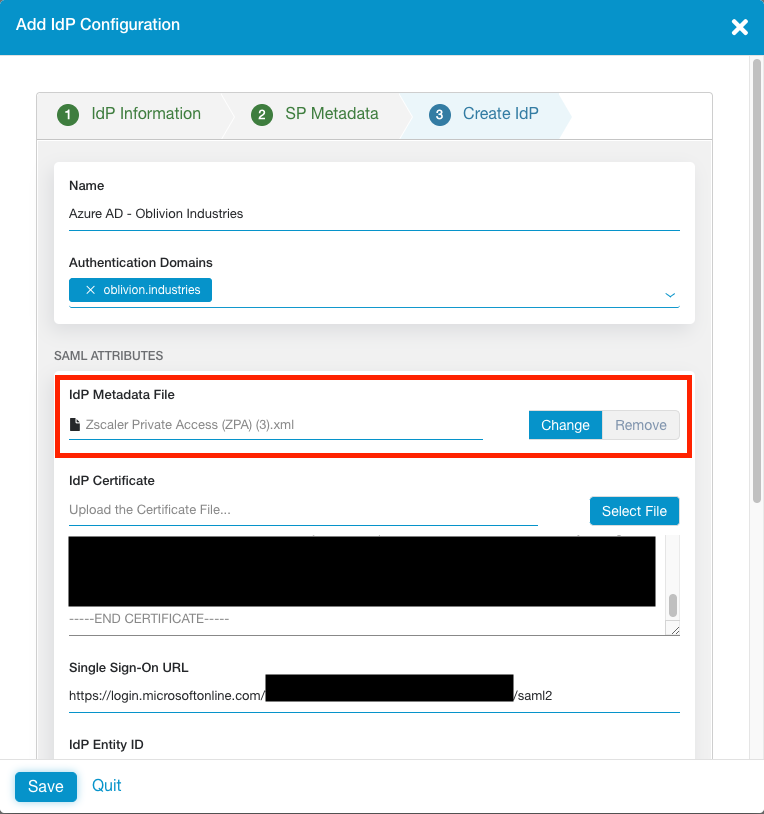 Add IdP Configuration
1 IdP Information 2 SP Metadata 3 Create IdP
Name
Azure AD - Oblivion Industries
Authentication Domains
oblivion.industries
SAML ATTRIBUTES
IdP Metadata File
Zscaler Private Access (ZPA) (3).xml
Change Remove
IdP Certificate
Upload the Certificate File...
Select File
-----END CERTIFICATE-----
Single Sign-On URL
https://login.microsoftonline.com/ /saml2
IdP Entity ID
Save Quit